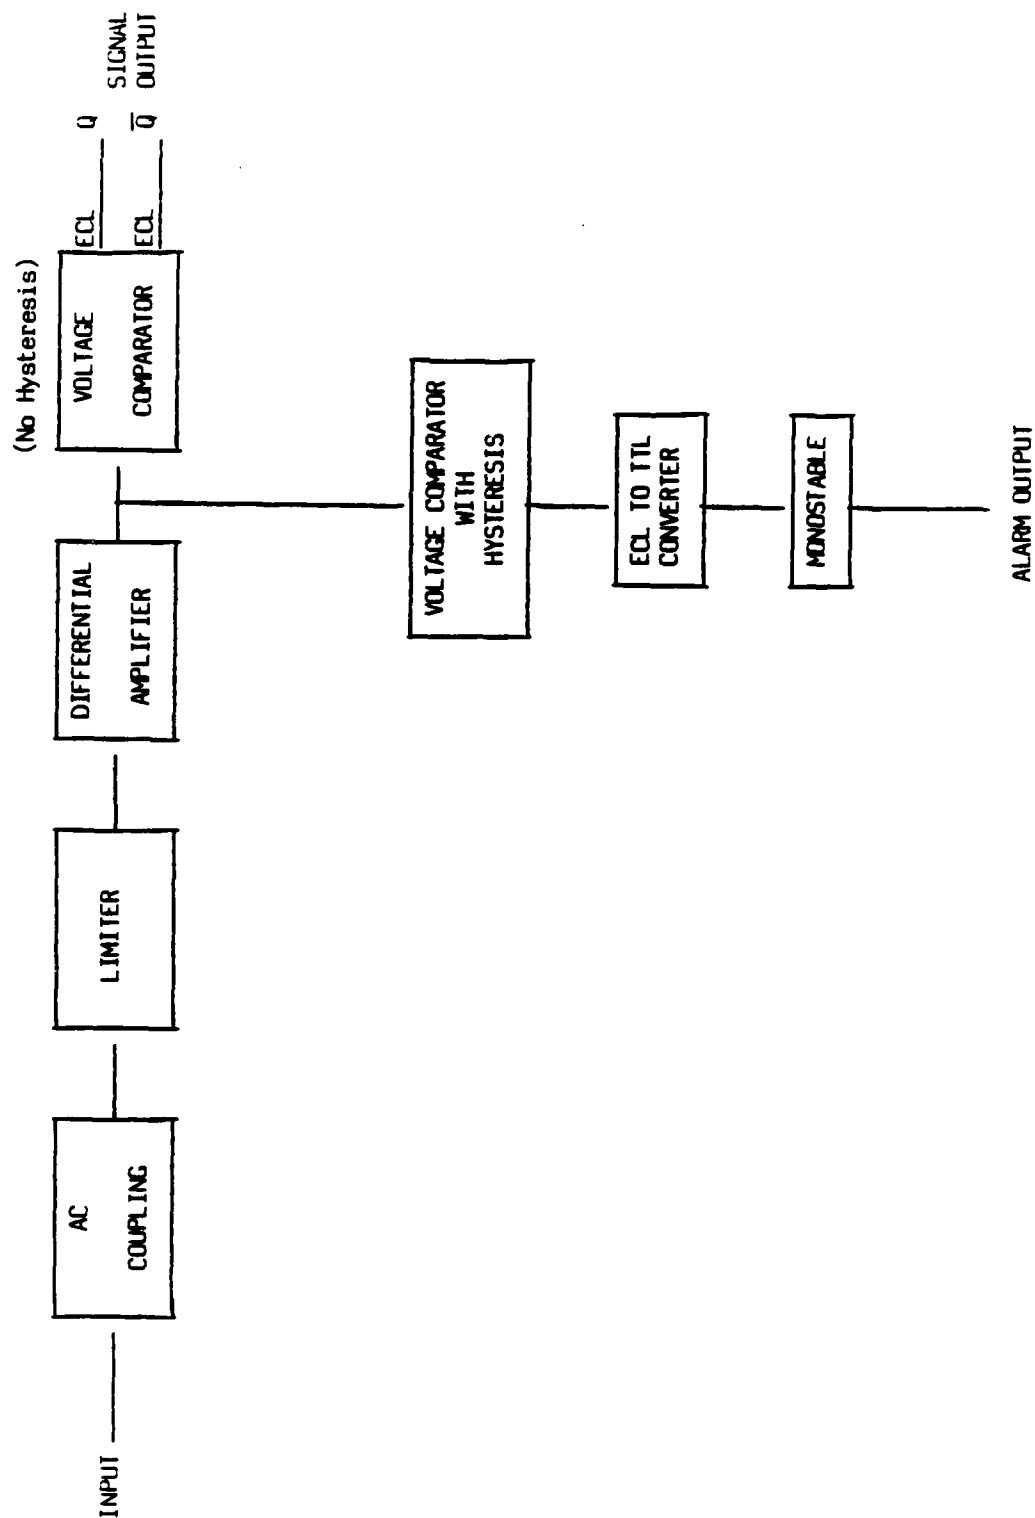 INPUT
AC
COUPLING
LIMITER
DIFFERENTIAL
AMPLIFIER
(No Hysteresis)
VOLTAGE
COMPARATOR
ECL Q
ECL Q̅
SIGNAL
OUTPUT
VOLTAGE COMPARATOR
WITH
HYSTERESIS
ECL TO TTL
CONVERTER
MONOSTABLE
ALARM OUTPUT